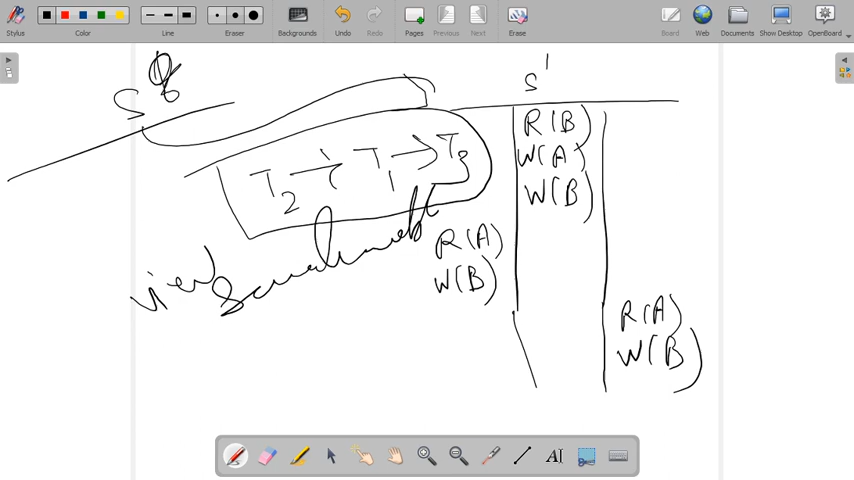 Stylus
Color
Line
Eraser
Backgrounds
Undo
Redo
Pages
Previous
Next
Erase
Board
Web
Documents
Show Desktop
OpenBoard
S
S'
T2 → T1 → T3
view
R(B)
W(A)
W(B)
R(A)
W(B)
R(A)
W(B)